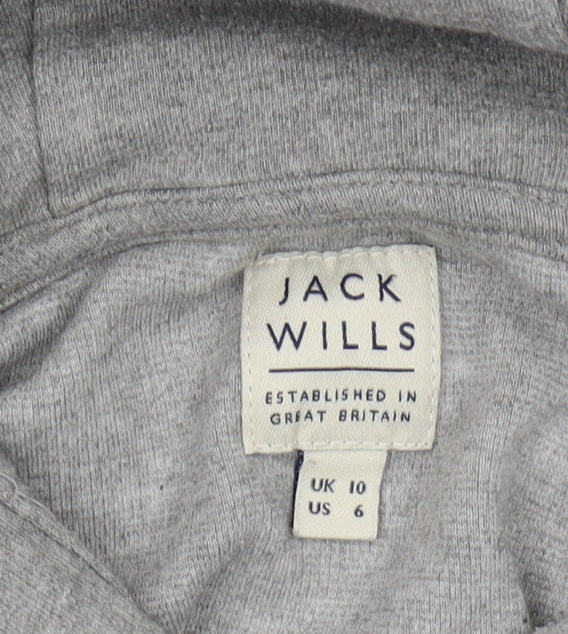 JACK
WILLS
ESTABLISHED IN
GREAT BRITAIN
UK 10
US 6